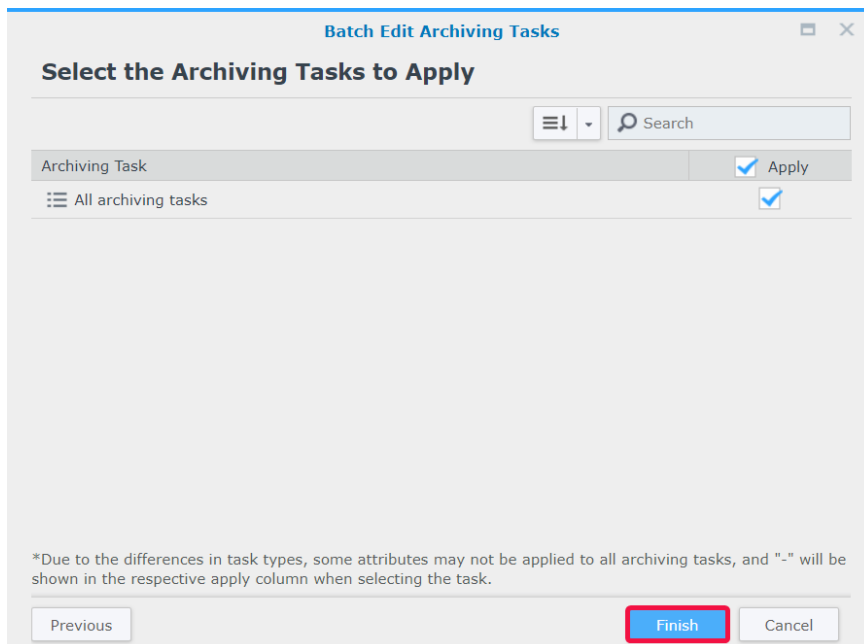 Batch Edit Archiving Tasks
Select the Archiving Tasks to Apply
Search
Archiving Task Apply
All archiving tasks
*Due to the differences in task types, some attributes may not be applied to all archiving tasks, and "-" will be
shown in the respective apply column when selecting the task.
Previous Finish Cancel